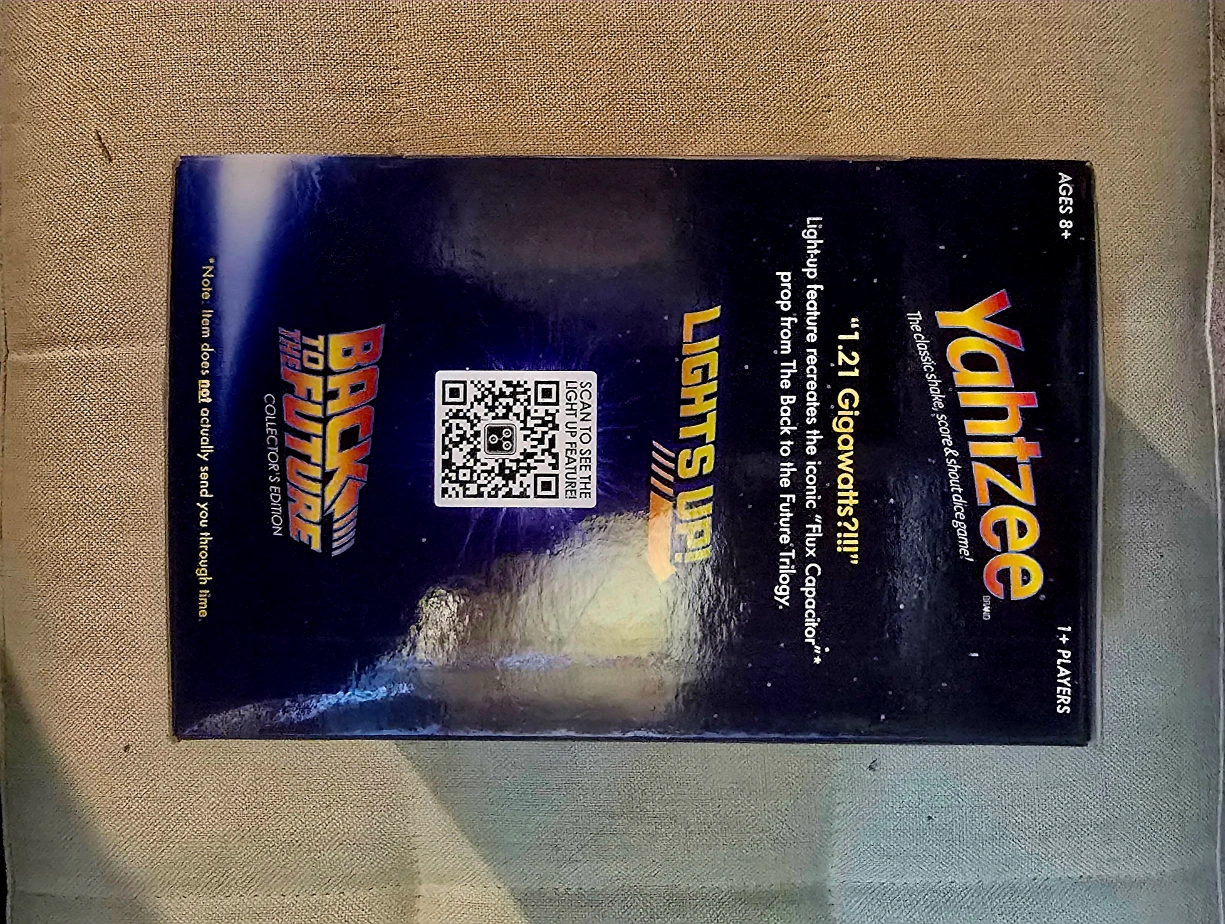 AGES 8+
1+ PLAYERS
Yahtzee®
BRAND
The classic shake, score & shout dice game!
“1.21 Gigawatts?!!!”
Light-up feature recreates the iconic “Flux Capacitor”*
prop from The Back to the Future Trilogy.
LIGHTS UP!
SCAN TO SEE THE
LIGHT UP FEATURE!
BACK
TO THE FUTURE
COLLECTOR'S EDITION
*Note: Item does not actually send you through time.